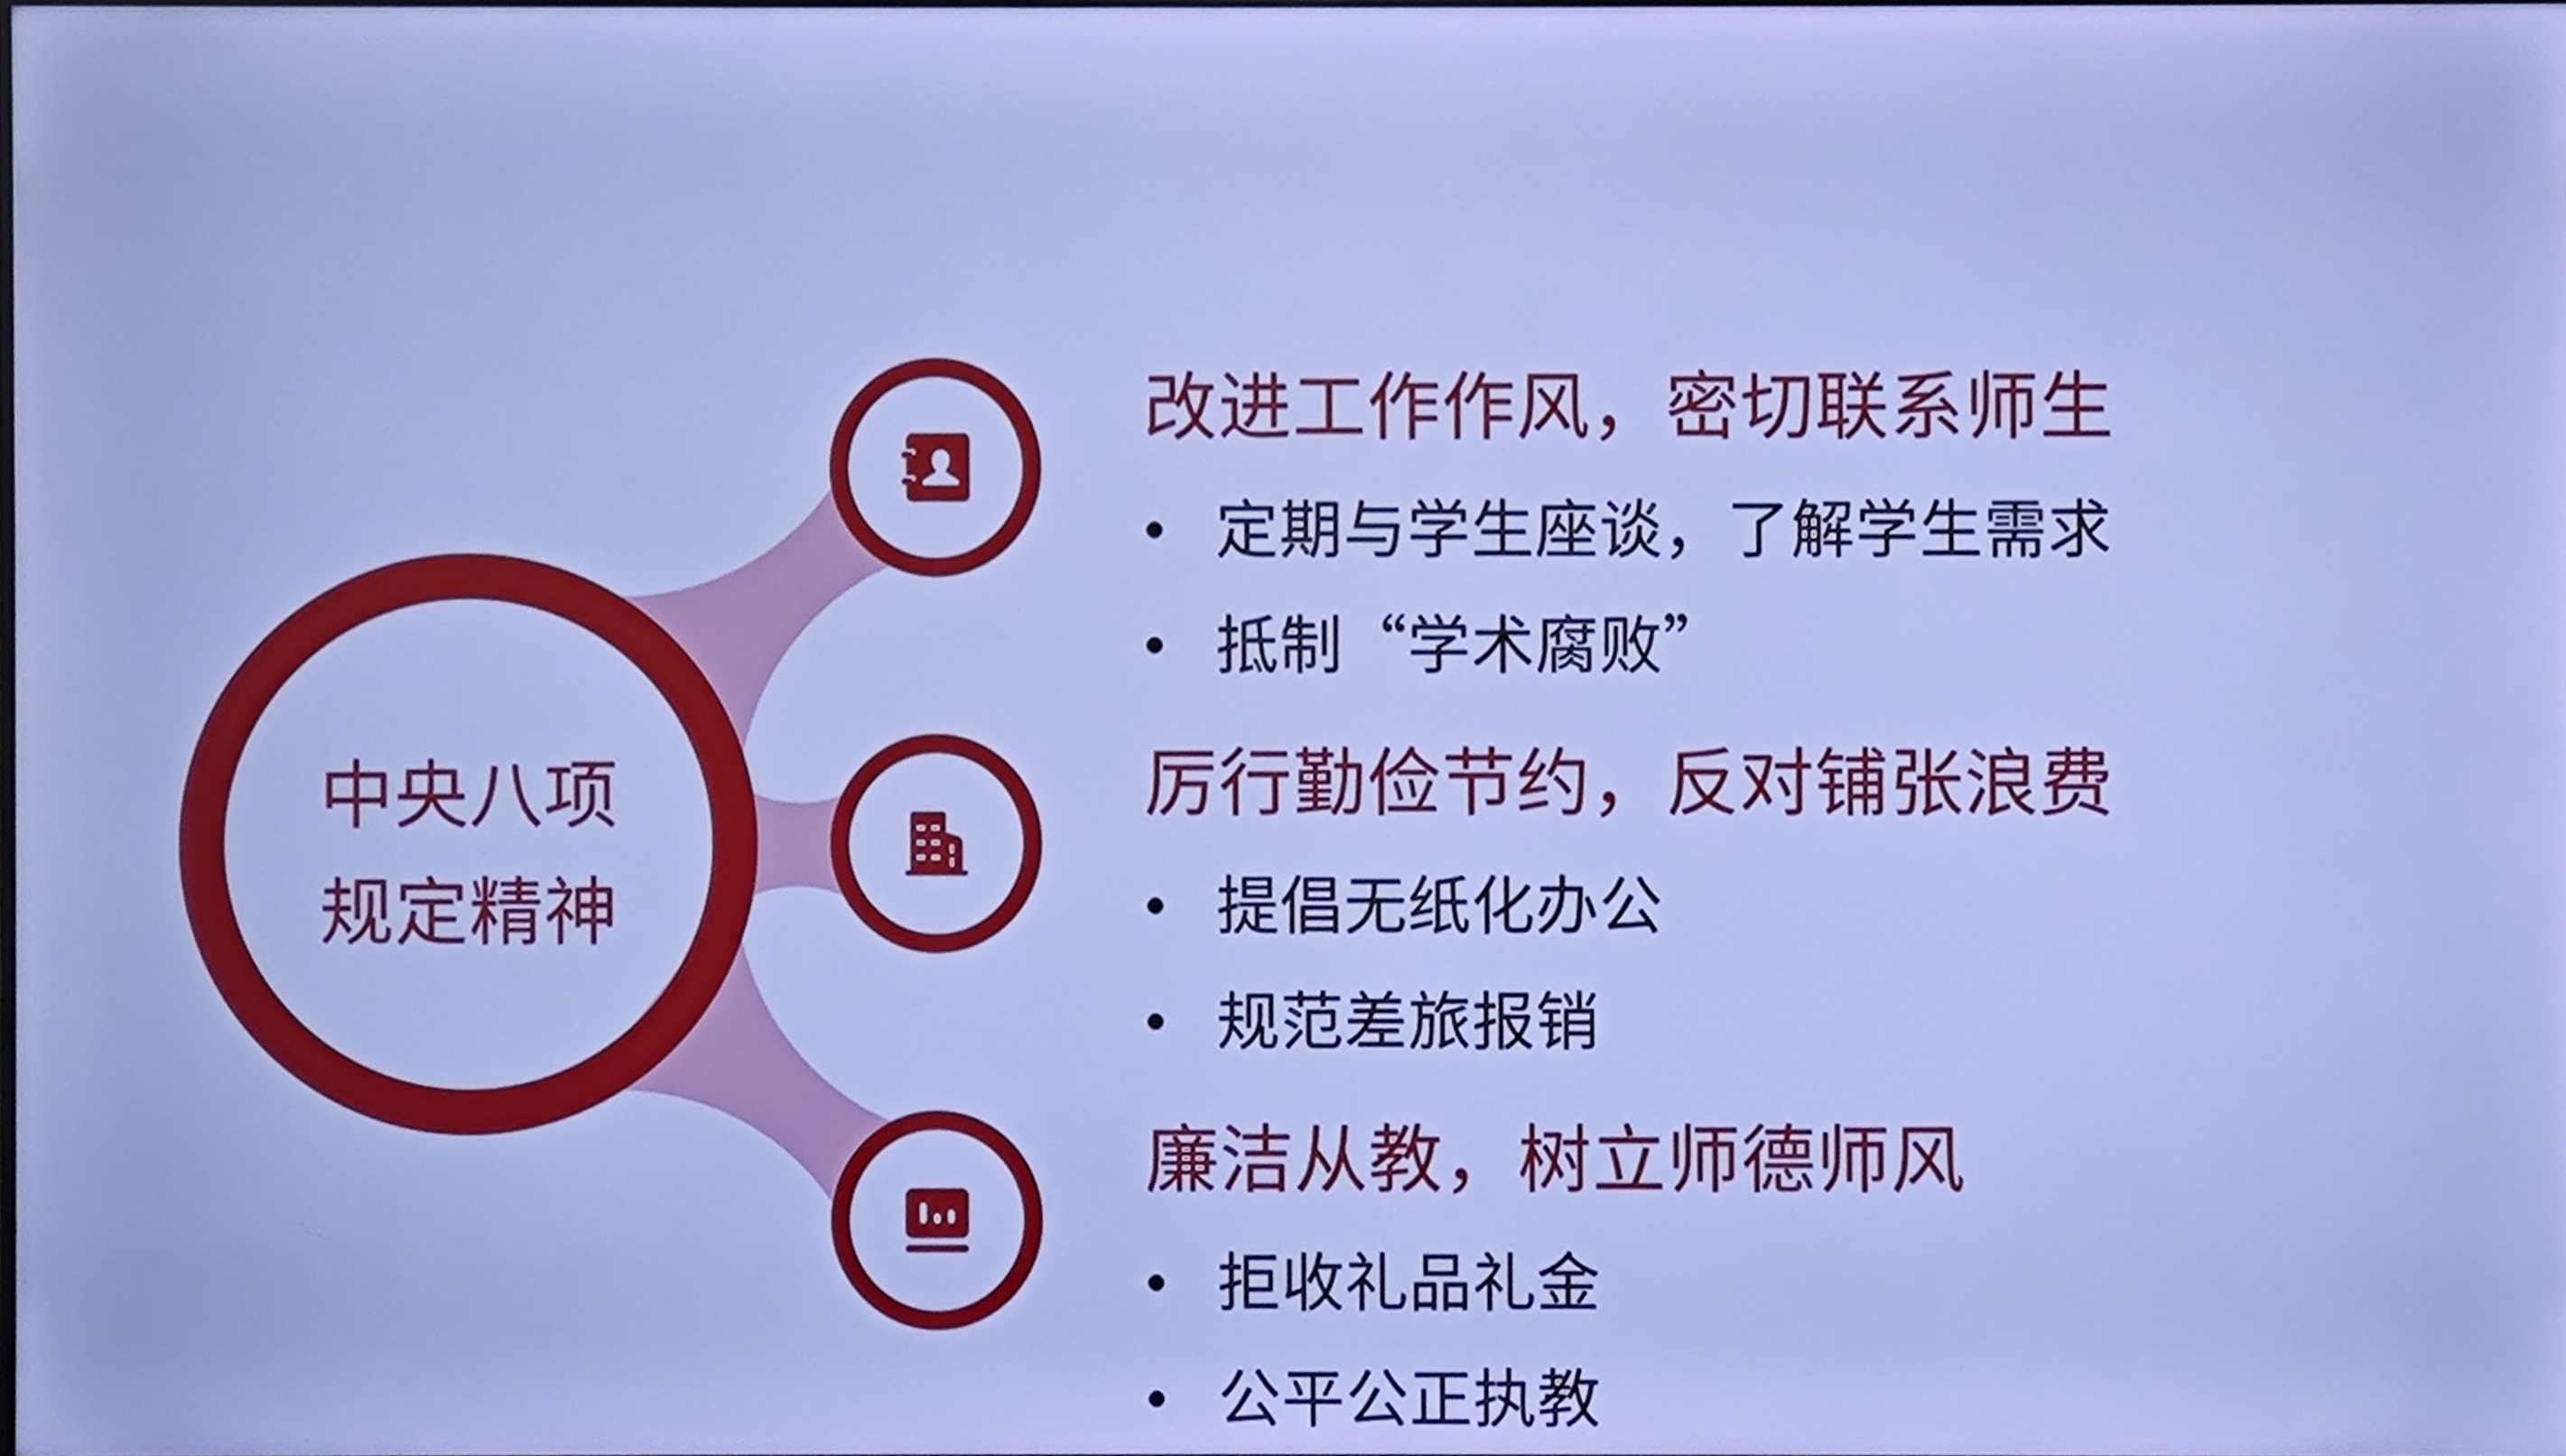 中央八项
规定精神
改进工作作风，密切联系师生
• 定期与学生座谈，了解学生需求
• 抵制“学术腐败”
厉行勤俭节约，反对铺张浪费
• 提倡无纸化办公
• 规范差旅报销
廉洁从教，树立师德师风
• 拒收礼品礼金
• 公平公正执教